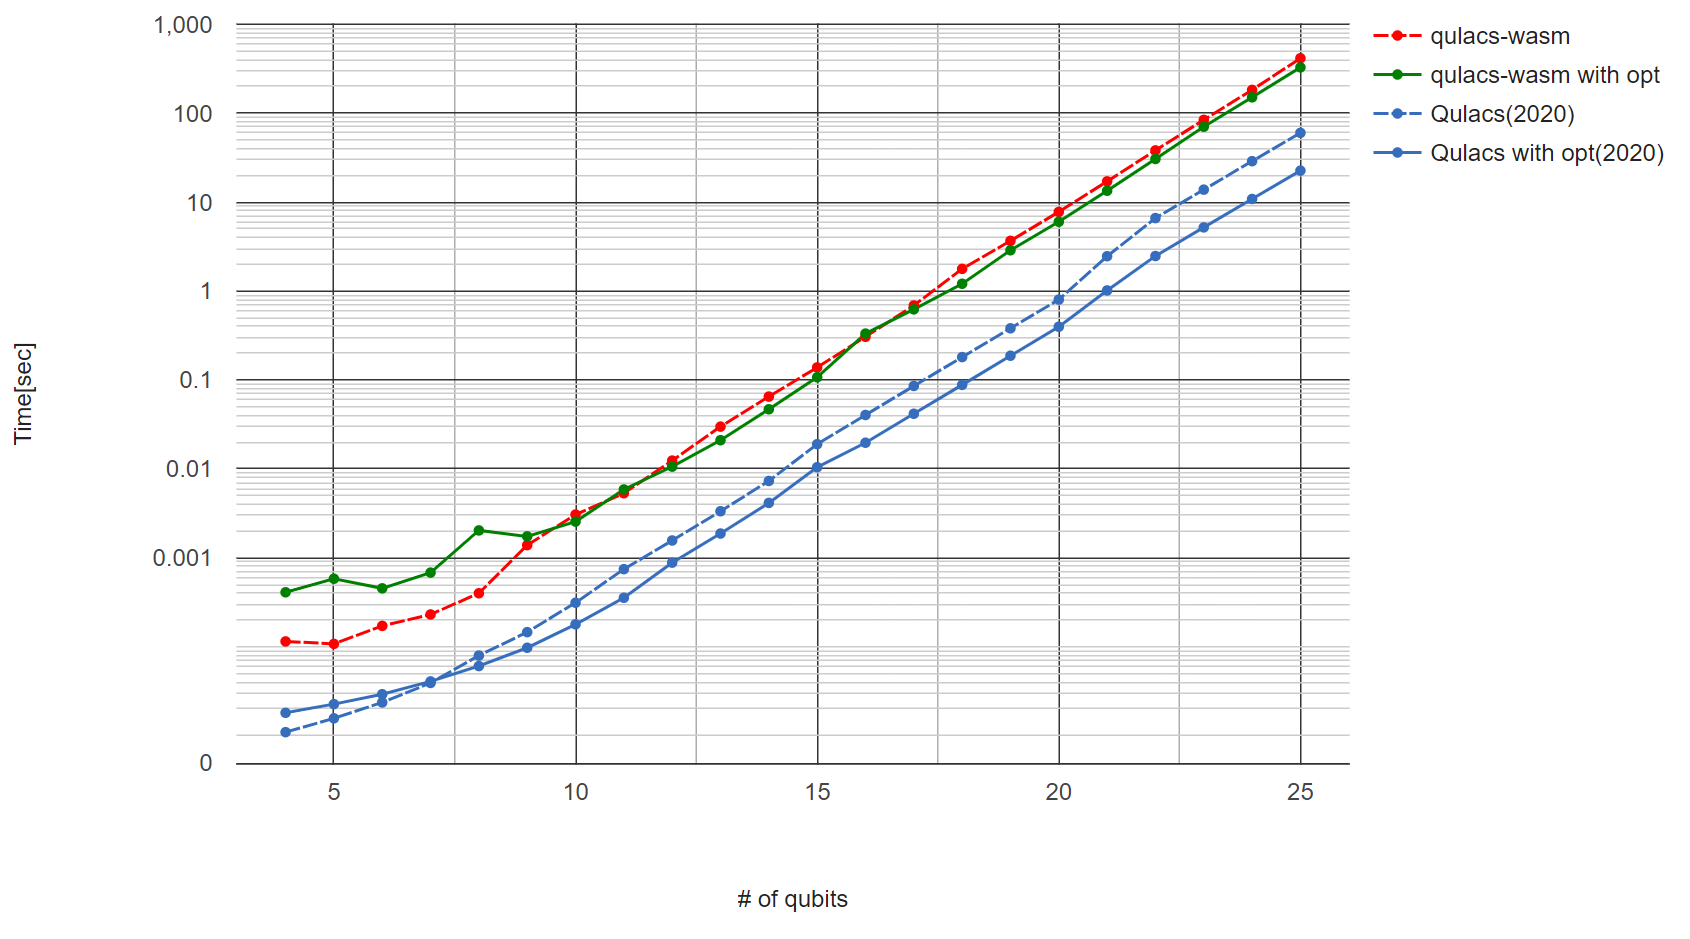 1,000
100
10
1
0.1
0.01
0.001
0
Time[sec]
5
10
15
20
25
# of qubits
qulacs-wasm
qulacs-wasm with opt
Qulacs(2020)
Qulacs with opt(2020)